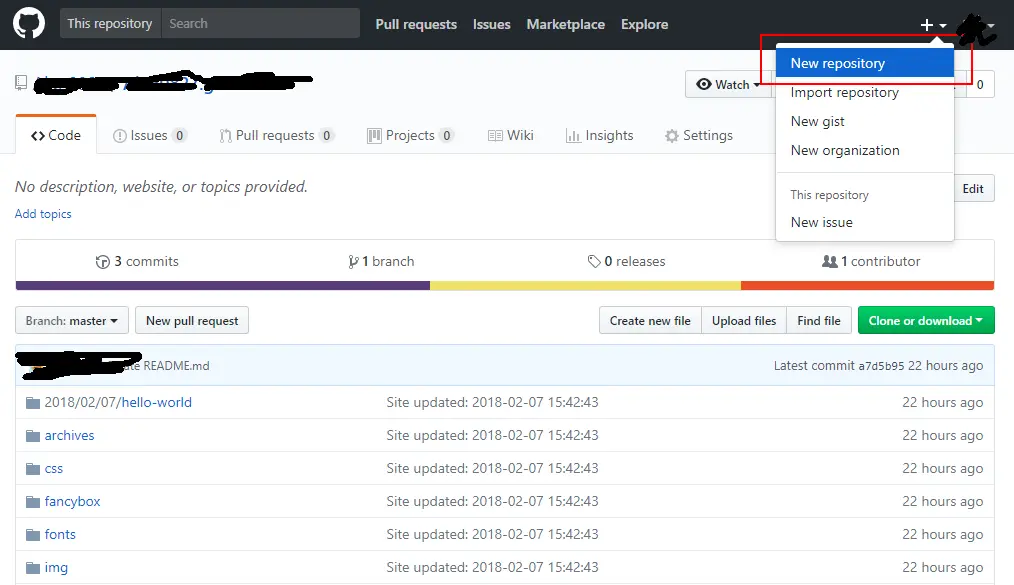 This repository Search Pull requests Issues Marketplace Explore
New repository
Watch 0
Import repository
New gist
New organization
This repository
New issue
Code Issues 0 Pull requests 0 Projects 0 Wiki Insights Settings
No description, website, or topics provided. Edit
Add topics
3 commits 1 branch 0 releases 1 contributor
Branch: master New pull request Create new file Upload files Find file Clone or download
README.md Latest commit a7d5b95 22 hours ago
2018/02/07/hello-world Site updated: 2018-02-07 15:42:43 22 hours ago
archives Site updated: 2018-02-07 15:42:43 22 hours ago
css Site updated: 2018-02-07 15:42:43 22 hours ago
fancybox Site updated: 2018-02-07 15:42:43 22 hours ago
fonts Site updated: 2018-02-07 15:42:43 22 hours ago
img Site updated: 2018-02-07 15:42:43 22 hours ago